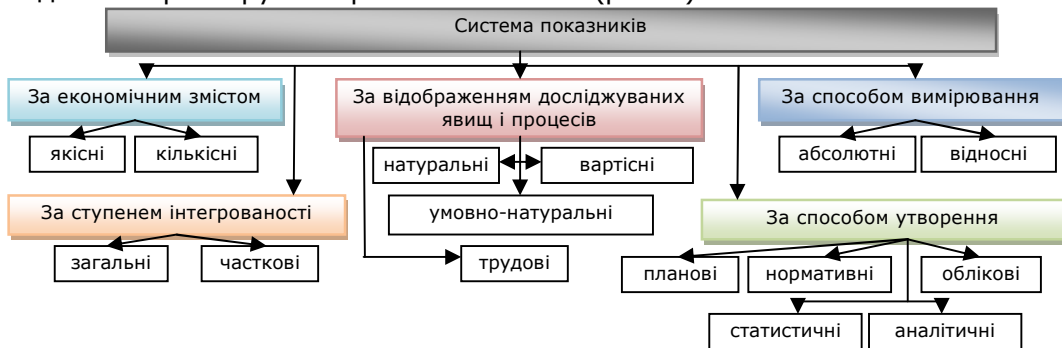 Система показників
За економічним змістом
За відображенням досліджуваних
явищ і процесів
За способом вимірювання
якісні
кількісні
натуральні
вартісні
абсолютні
відносні
За ступенем інтегрованості
умовно-натуральні
За способом утворення
загальні
часткові
трудові
планові
нормативні
облікові
статистичні
аналітичні